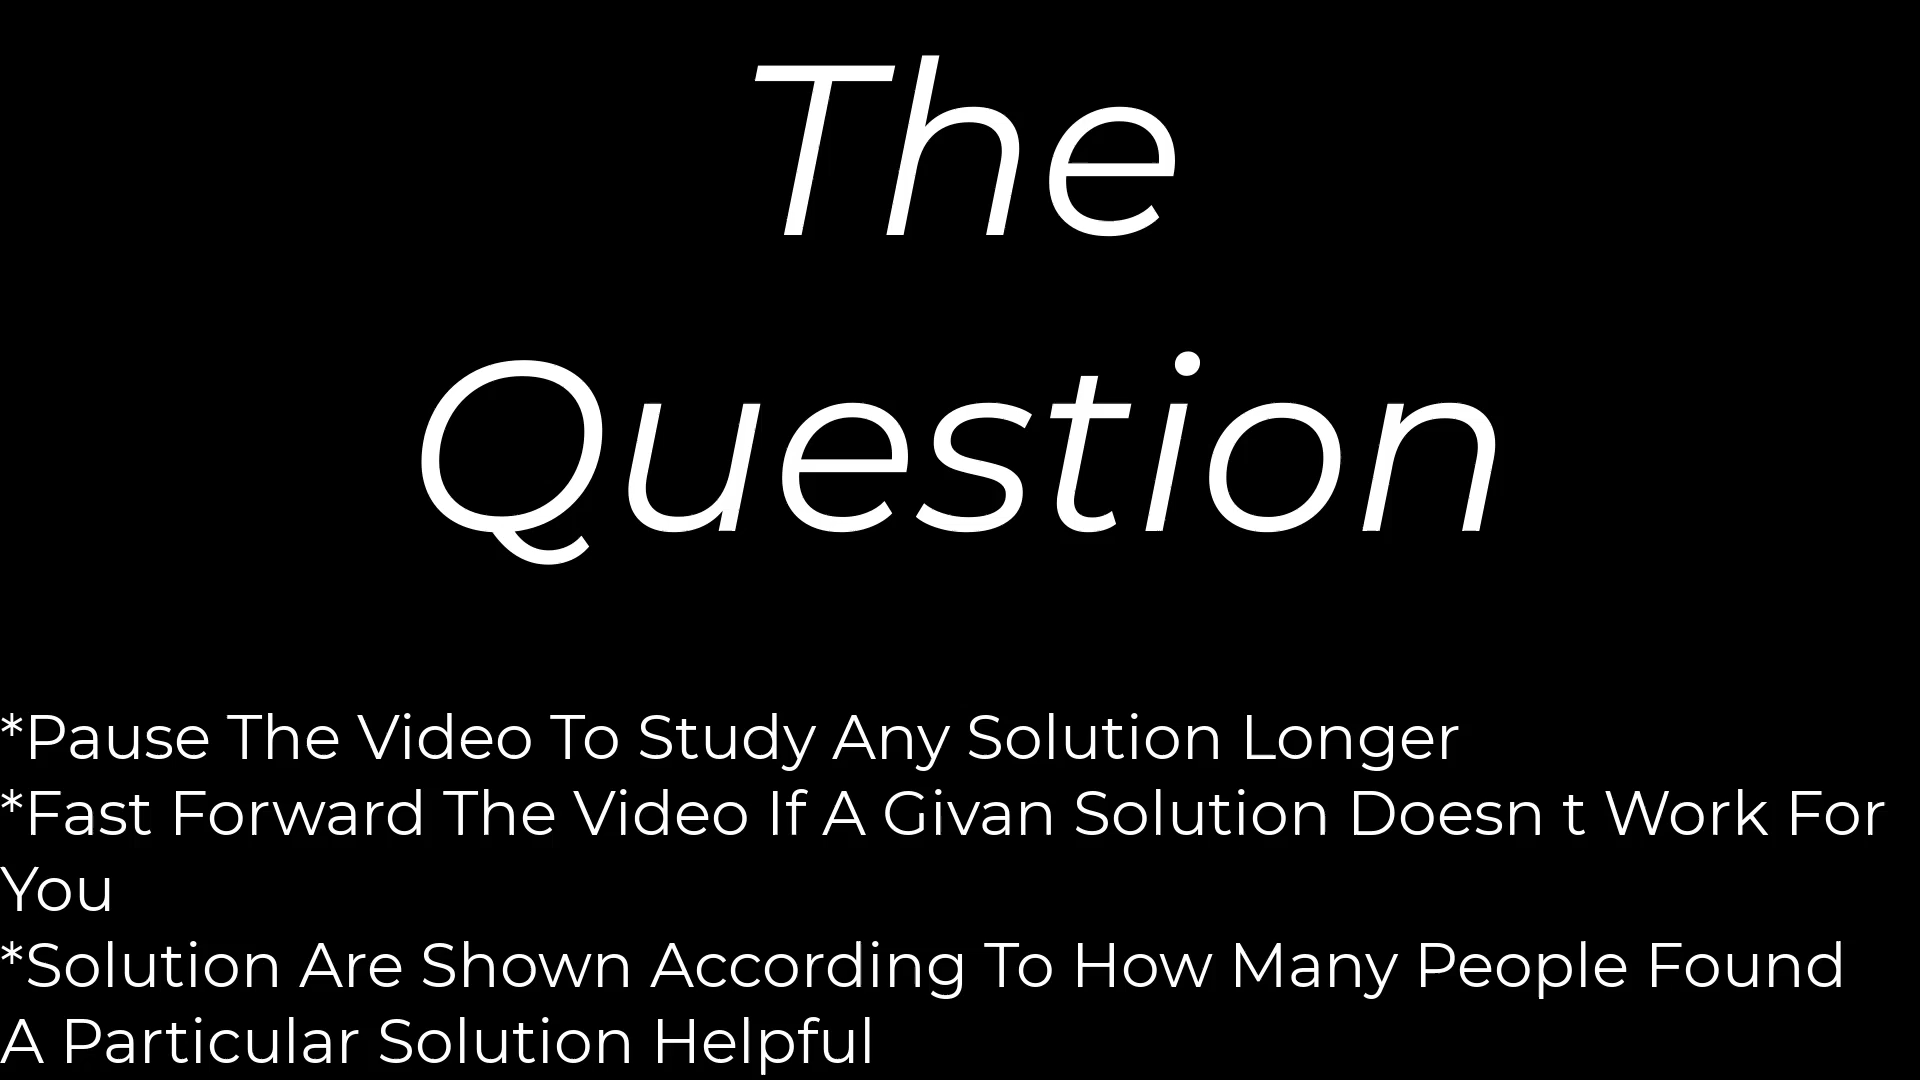 The
Question
*Pause The Video To Study Any Solution Longer
*Fast Forward The Video If A Givan Solution Doesn t Work For
You
*Solution Are Shown According To How Many People Found
A Particular Solution Helpful